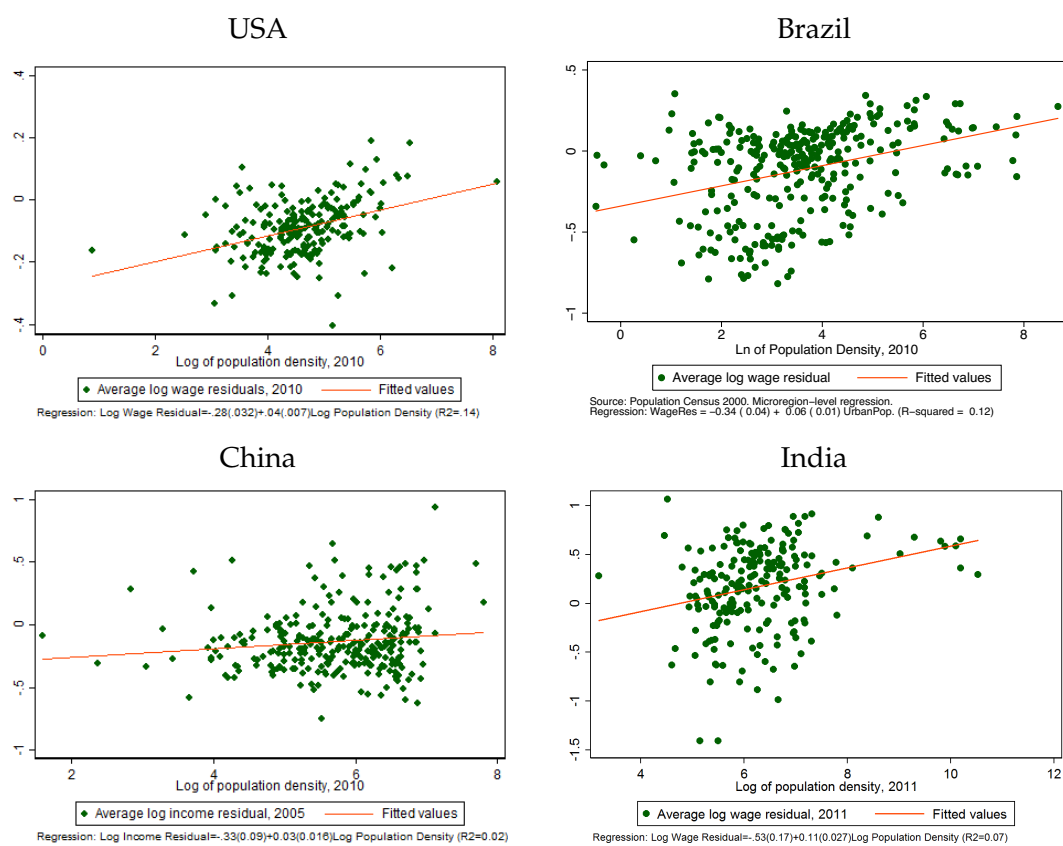 USA
.4
.2
0
-.2
-.4
0
2
4
6
8
Log of population density, 2010
Average log wage residuals, 2010
Fitted values
Regression: Log Wage Residual=-.28(.032)+.04(.007)Log Population Density (R2=.14)
Brazil
.5
0
-.5
-1
0
2
4
6
8
Ln of Population Density, 2010
Average log wage residual
Fitted values
Source: Population Census 2000. Microregion-level regression.
Regression: WageRes = -0.34 ( 0.04) + 0.06 ( 0.01) UrbanPop. (R-squared = 0.12)
China
1
.5
0
-.5
-1
2
4
6
8
Log of population density, 2010
Average log income residual, 2005
Fitted values
Regression: Log Income Residual=-.33(0.09)+0.03(0.016)Log Population Density (R2=0.02)
India
1
.5
0
-.5
-1
-1.5
4
6
8
10
12
Log of population density, 2011
Average log wage residual, 2011
Fitted values
Regression: Log Wage Residual=-.53(0.17)+0.11(0.027)Log Population Density (R2=0.07)